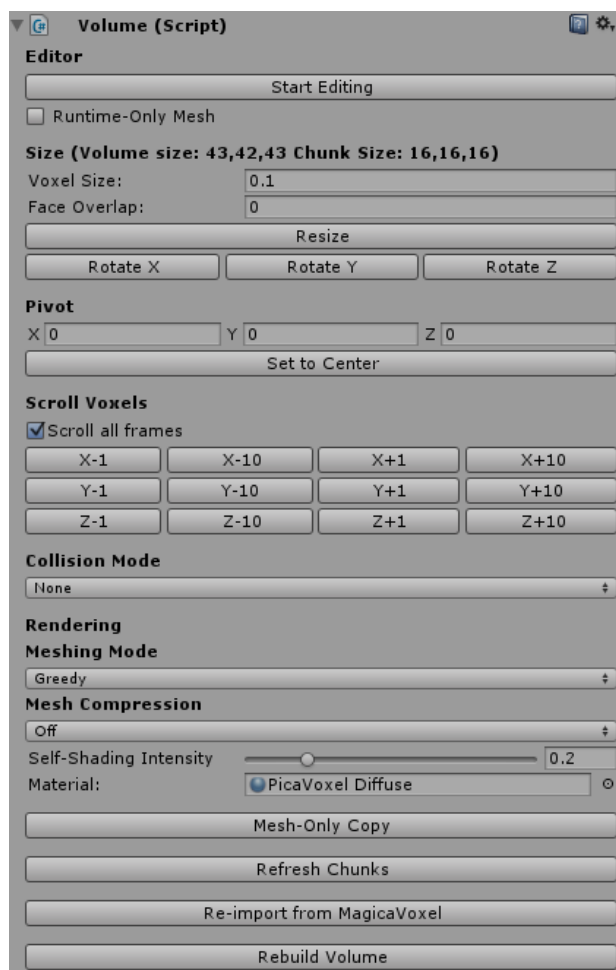 Volume (Script)
Editor
Start Editing
Runtime-Only Mesh
Size (Volume size: 43,42,43 Chunk Size: 16,16,16)
Voxel Size: 0.1
Face Overlap: 0
Resize
Rotate X Rotate Y Rotate Z
Pivot
X 0 Y 0 Z 0
Set to Center
Scroll Voxels
Scroll all frames
X-1 X-10 X+1 X+10
Y-1 Y-10 Y+1 Y+10
Z-1 Z-10 Z+1 Z+10
Collision Mode
None
Rendering
Meshing Mode
Greedy
Mesh Compression
Off
Self-Shading Intensity 0.2
Material: PicaVoxel Diffuse
Mesh-Only Copy
Refresh Chunks
Re-import from MagicaVoxel
Rebuild Volume